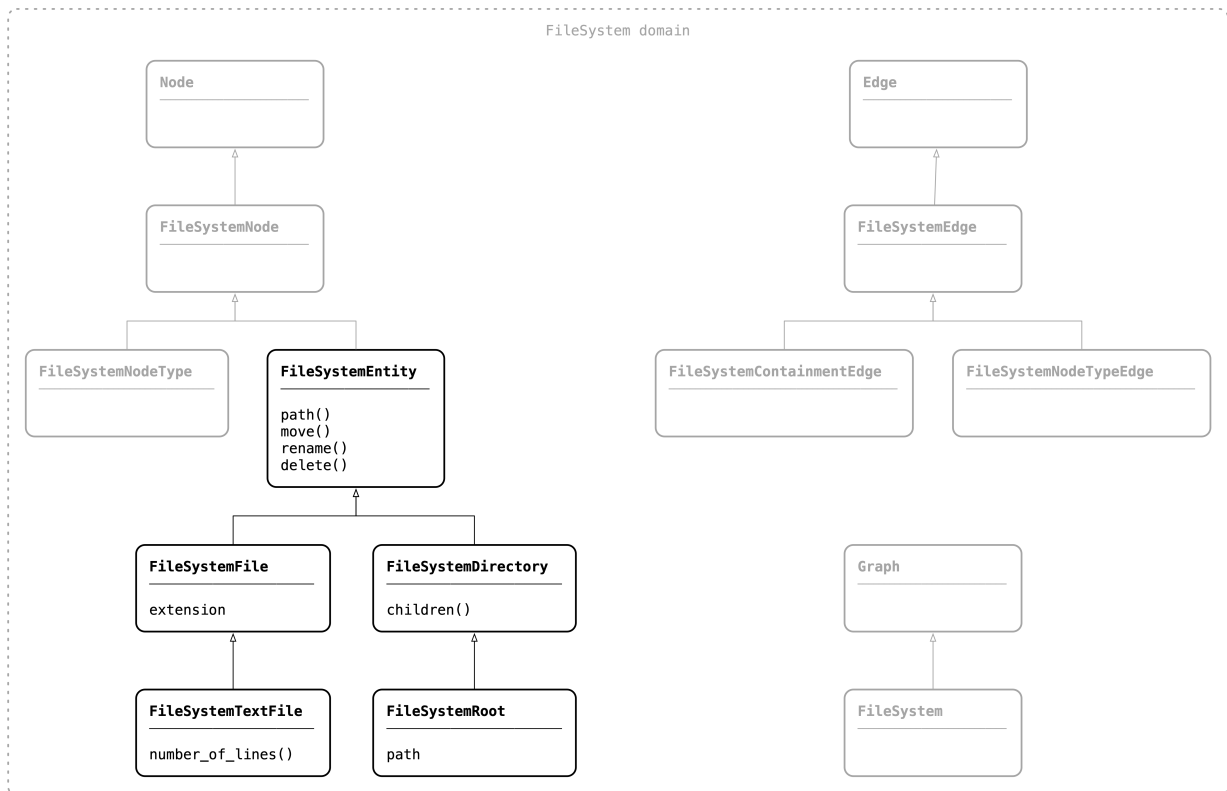 FileSystem domain
Node
Edge
FileSystemNode
FileSystemEdge
FileSystemNodeType
FileSystemEntity
path()
move()
rename()
delete()
FileSystemContainmentEdge
FileSystemNodeTypeEdge
FileSystemFile
extension
FileSystemDirectory
children()
Graph
FileSystemTextFile
number_of_lines()
FileSystemRoot
path
FileSystem